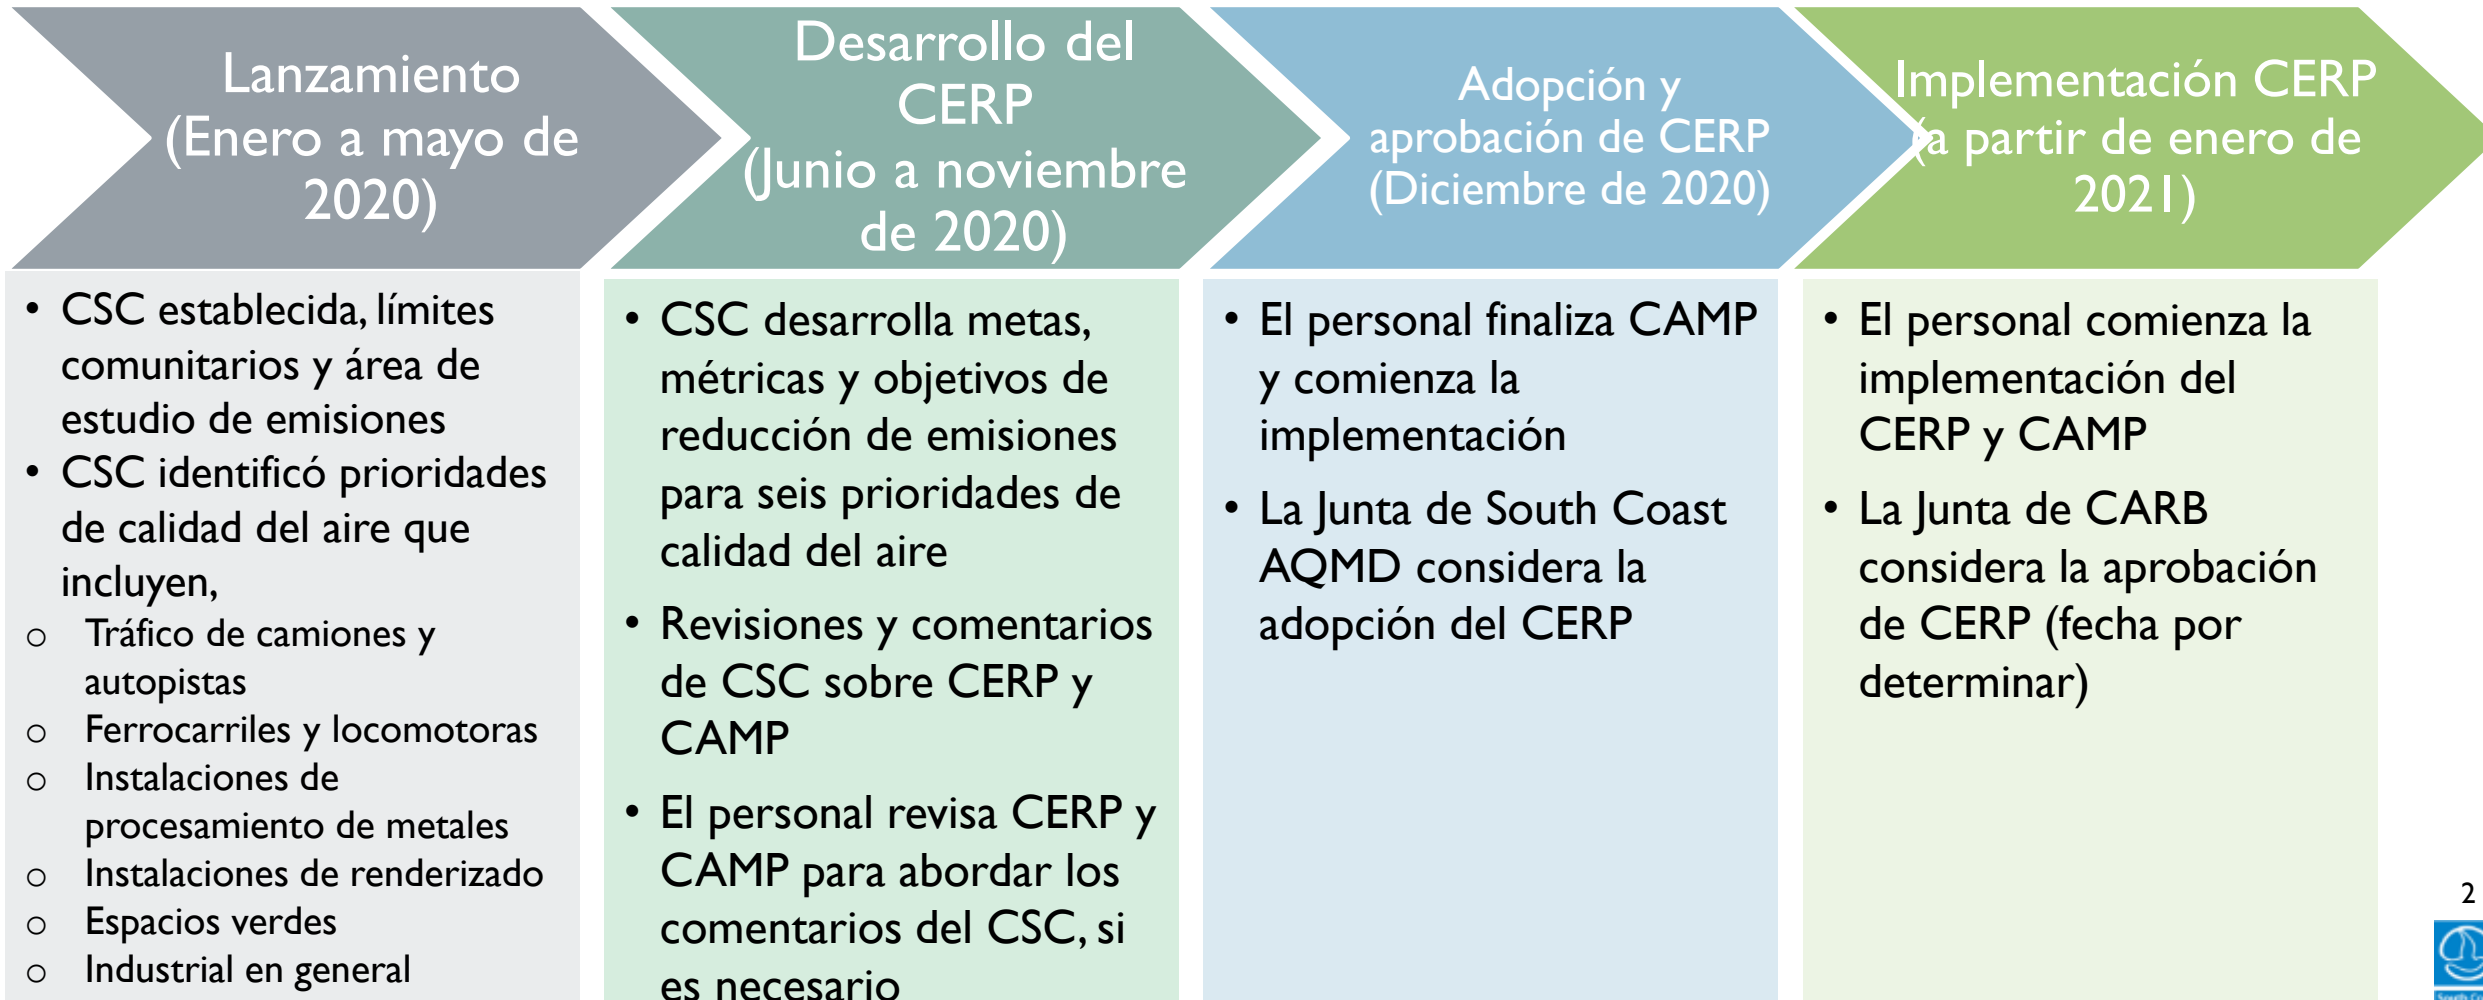 Lanzamiento
(Enero a mayo de
2020)
• CSC establecida, límites
comunitarios y área de
estudio de emisiones
• CSC identificó prioridades
de calidad del aire que
incluyen,
o Tráfico de camiones y
autopistas
o Ferrocarriles y locomotoras
o Instalaciones de
procesamiento de metales
o Instalaciones de renderizado
o Espacios verdes
o Industrial en general
Desarrollo del
CERP
(Junio a noviembre
de 2020)
• CSC desarrolla metas,
métricas y objetivos de
reducción de emisiones
para seis prioridades de
calidad del aire
• Revisiones y comentarios
de CSC sobre CERP y
CAMP
• El personal revisa CERP y
CAMP para abordar los
comentarios del CSC, si
es necesario
Adopción y
aprobación de CERP
(Diciembre de 2020)
• El personal finaliza CAMP
y comienza la
implementación
• La Junta de South Coast
AQMD considera la
adopción del CERP
Implementación CERP
(a partir de enero de
2021)
• El personal comienza la
implementación del
CERP y CAMP
• La Junta de CARB
considera la aprobación
de CERP (fecha por
determinar)
2
South